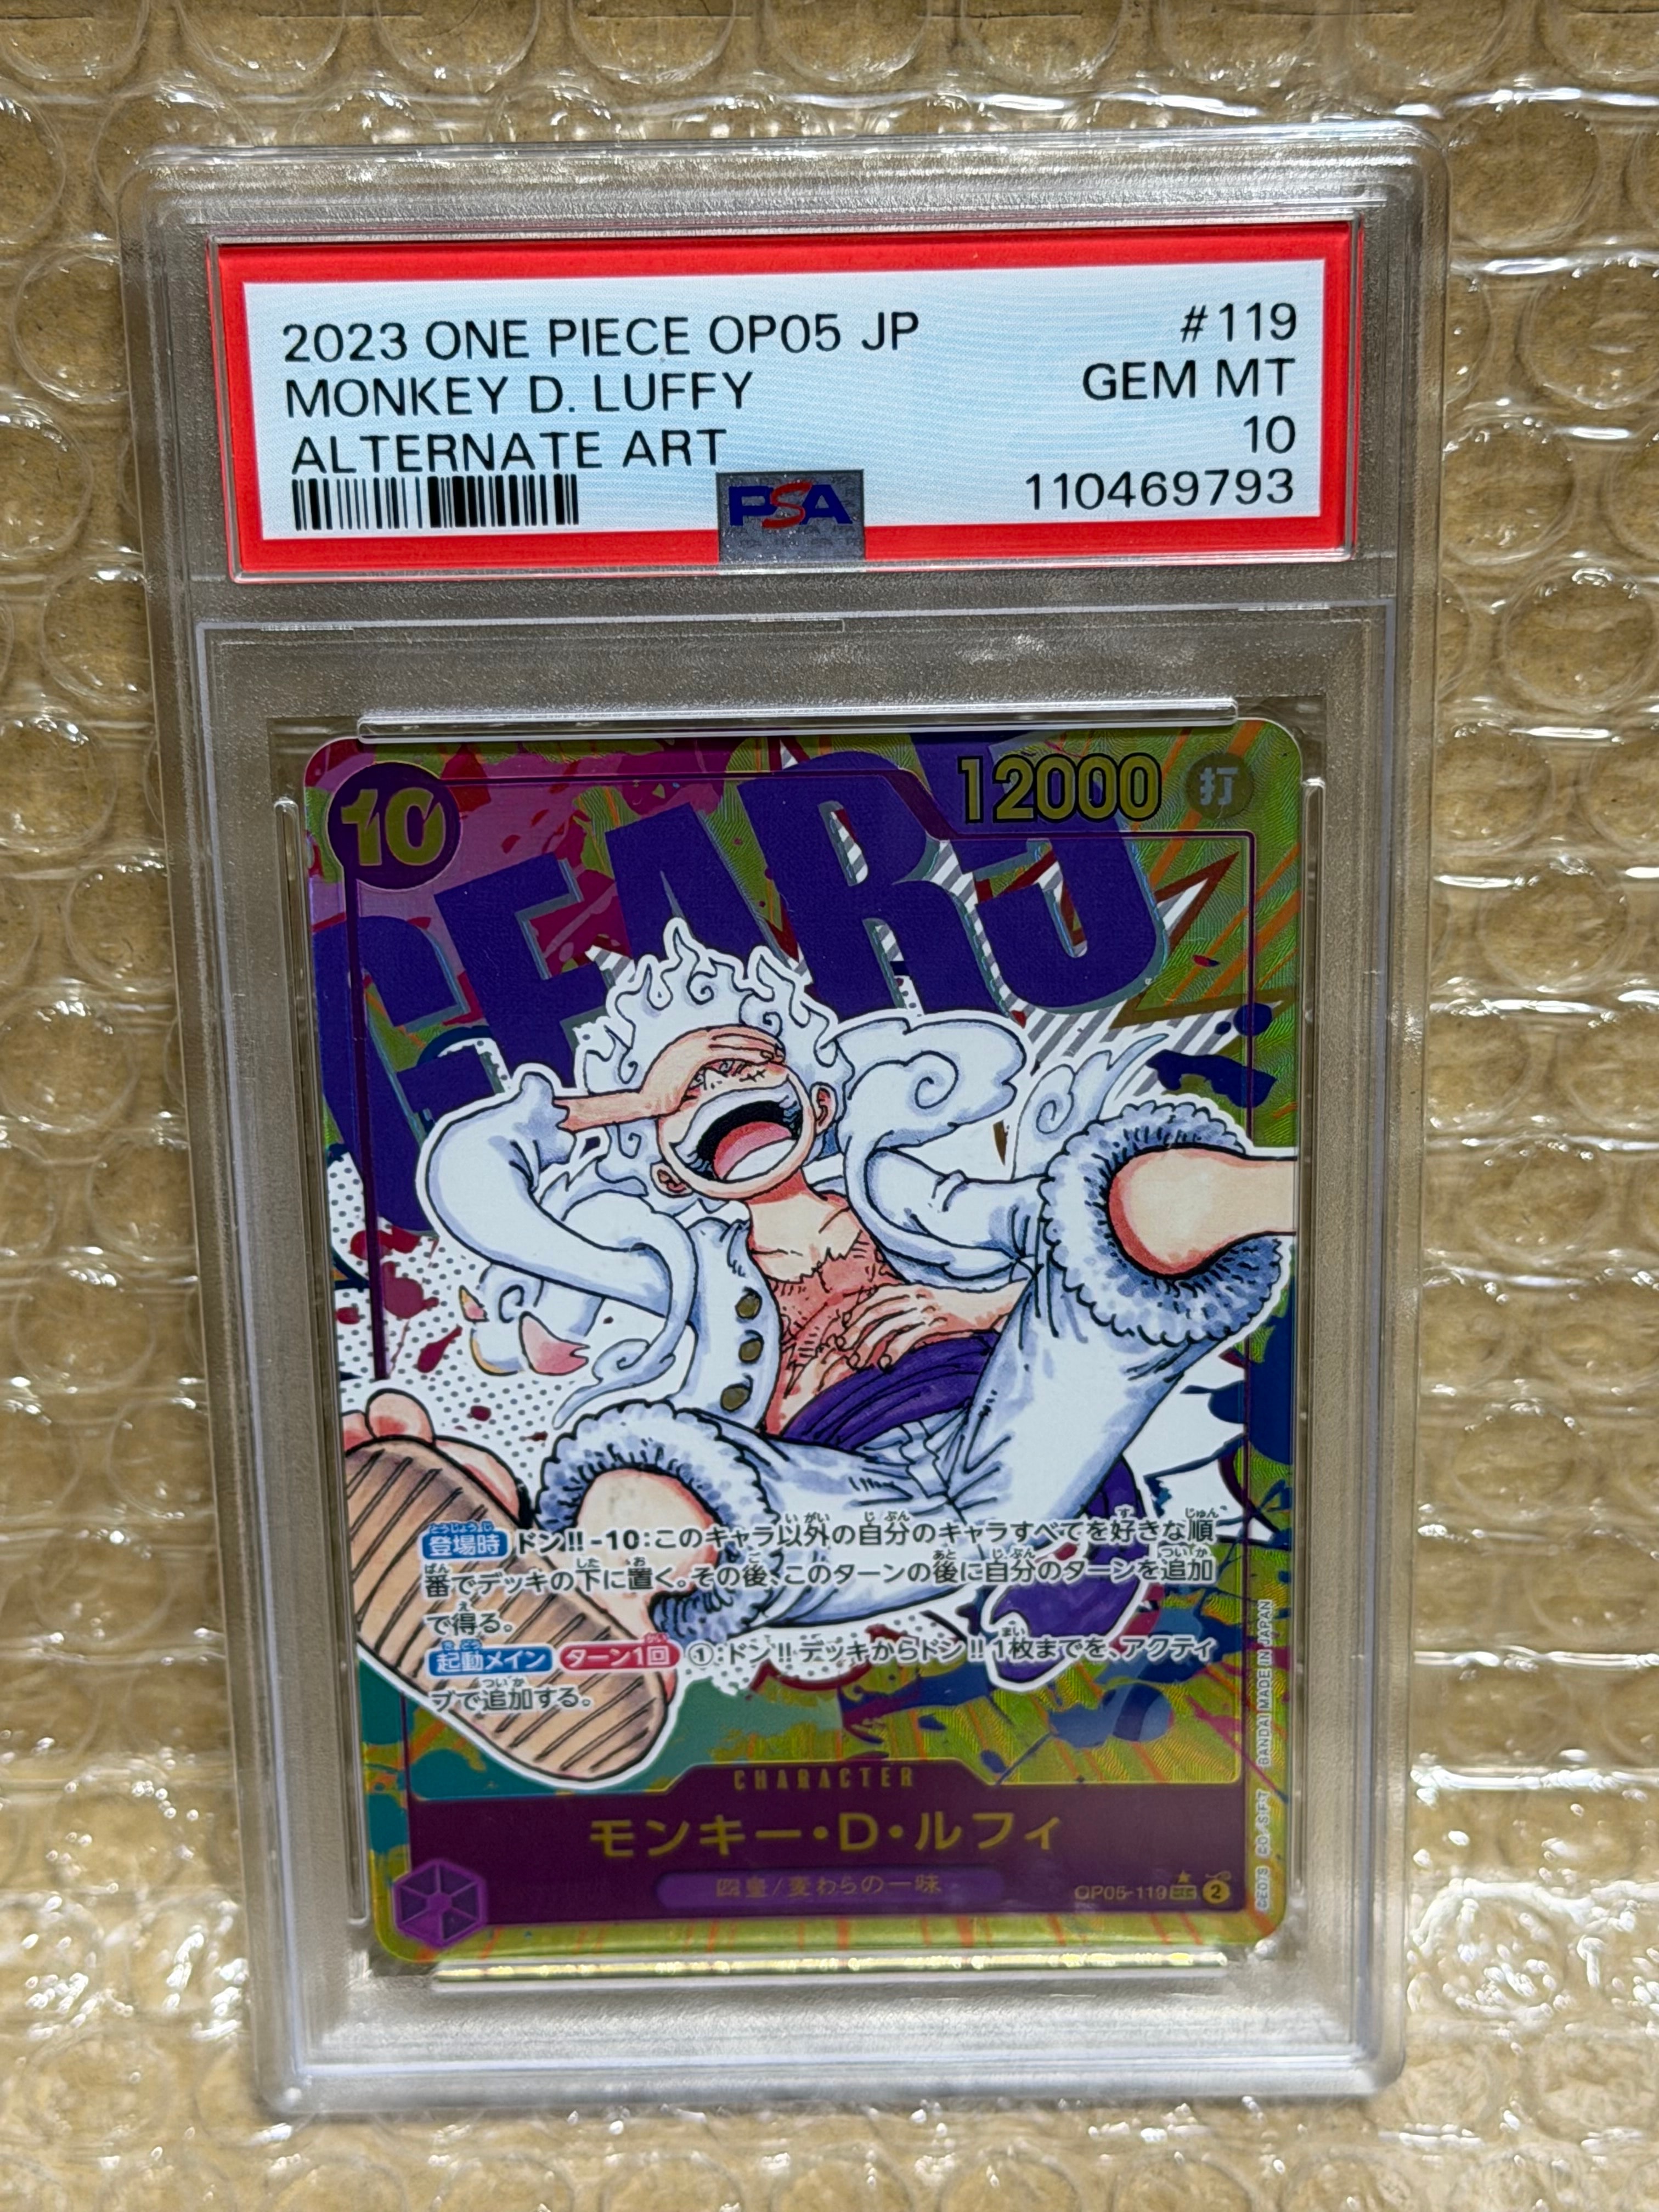 2023 ONE PIECE OP05 JP #119
MONKEY D. LUFFY GEM MT
ALTERNATE ART 10
PSA 110469793
10 12000 打
GEAR5
登場時 ドン!!-10:このキャラ以外の自分のキャラすべてを好きな順
番でデッキの下に置く。その後、このターンの後に自分のターンを追加
で得る。
起動メイン ターン1回 ①:ドン!!デッキからドン!!1枚までを、アクティ
ブで追加する。
CHARACTER
モンキー・D・ルフィ
四皇/麦わらの一味
OP05-119 SEC 2
©E.O./S. ©O./S.F.T BANDAI MADE IN JAPAN